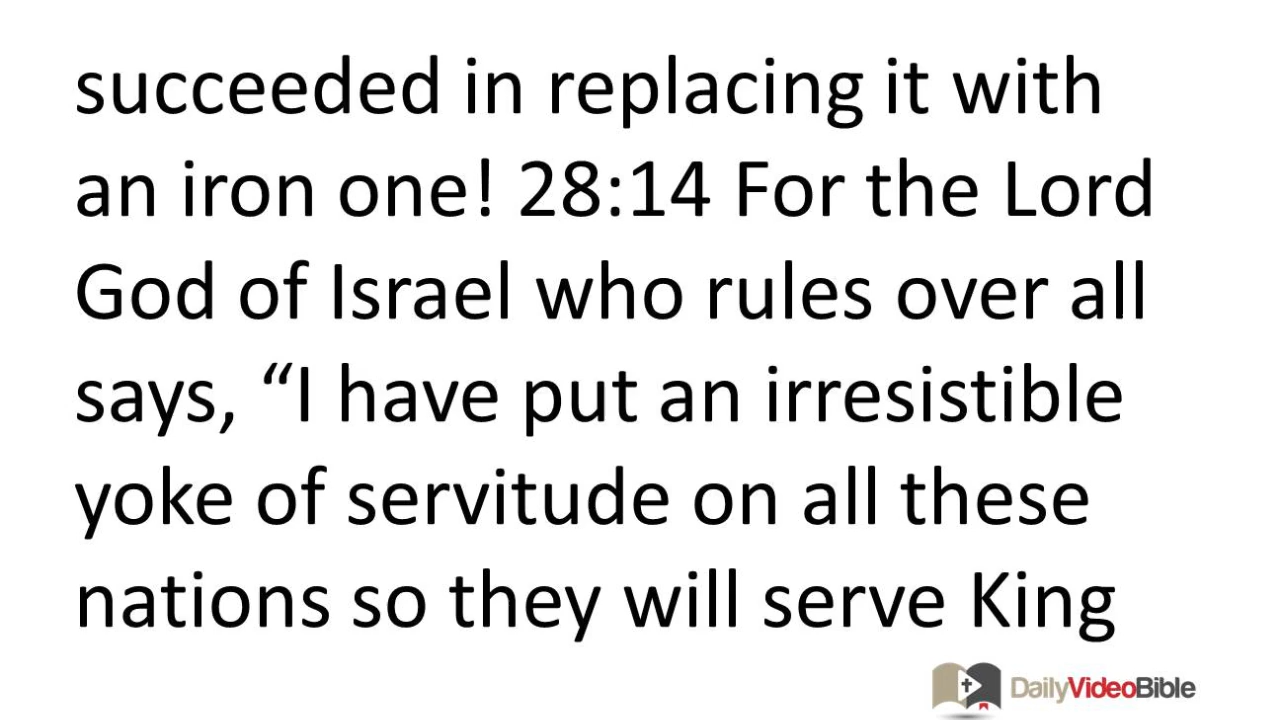 succeeded in replacing it with
an iron one! 28:14 For the Lord
God of Israel who rules over all
says, “I have put an irresistible
yoke of servitude on all these
nations so they will serve King
DailyVideoBible